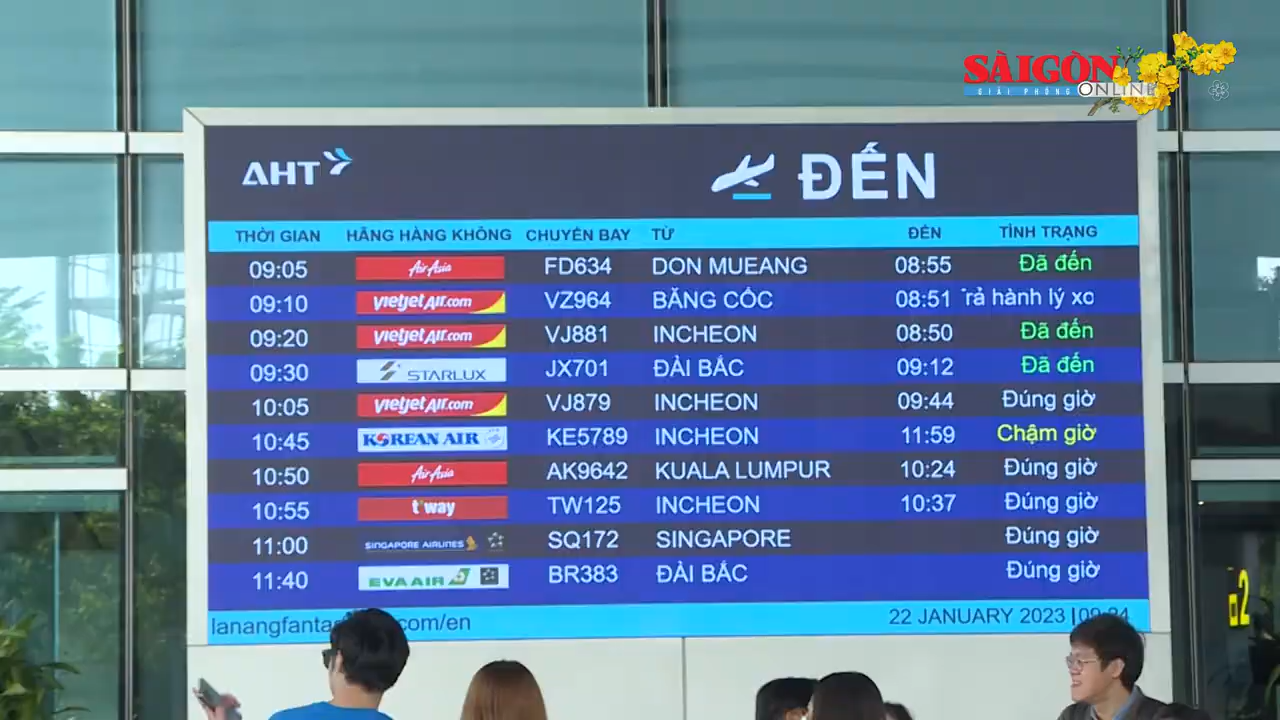 SÀIGÒN
GIẢI PHÓNG ONLINE
AHT
ĐẾN
THỜI GIAN HÃNG HÀNG KHÔNG CHUYẾN BAY TỪ ĐẾN TÌNH TRẠNG
09:05 AirAsia FD634 DON MUEANG 08:55 Đã đến
09:10 vietjetAir.com VZ964 BĂNG CỐC 08:51 Trả hành lý xo
09:20 vietjetAir.com VJ881 INCHEON 08:50 Đã đến
09:30 STARLUX JX701 ĐÀI BẮC 09:12 Đã đến
10:05 vietjetAir.com VJ879 INCHEON 09:44 Đúng giờ
10:45 KOREAN AIR KE5789 INCHEON 11:59 Chậm giờ
10:50 AirAsia AK9642 KUALA LUMPUR 10:24 Đúng giờ
10:55 t'way TW125 INCHEON 10:37 Đúng giờ
11:00 SINGAPORE AIRLINES SQ172 SINGAPORE Đúng giờ
11:40 EVA AIR BR383 ĐÀI BẮC Đúng giờ
22 JANUARY 2023 |
2